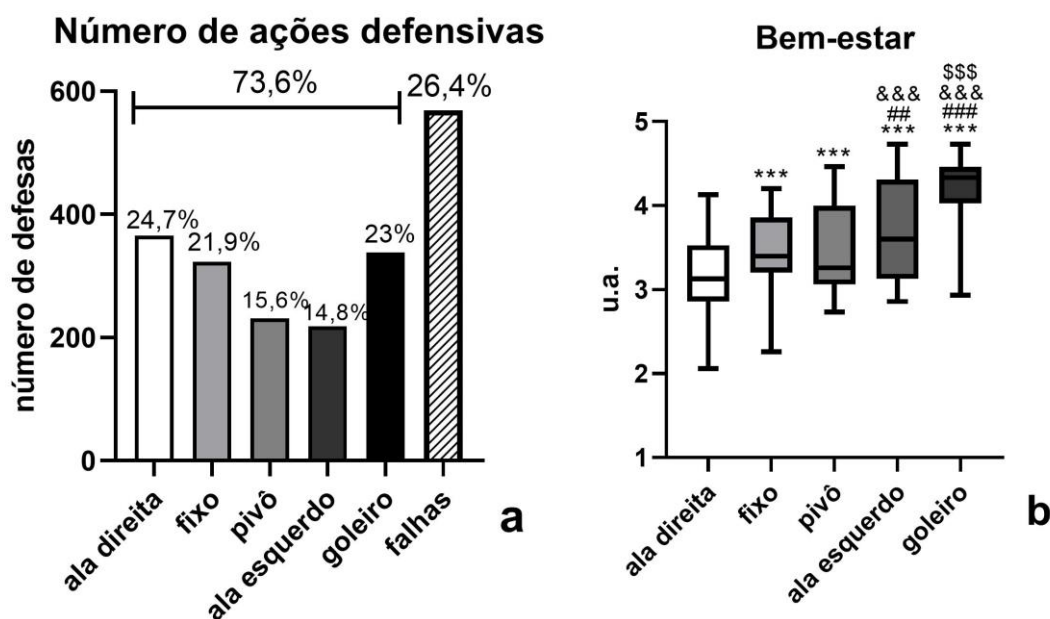 Número de ações defensivas
73,6%
26,4%
600
400
200
0
número de defesas
24,7%
21,9%
15,6%
14,8%
23%
ala direita
fixo
pivô
ala esquerdo
goleiro
falhas
a
Bem-estar
$$$
&&& &&&
## ###
*** *** *** ***
5
4
3
2
1
u.a.
ala direita
fixo
pivô
ala esquerdo
goleiro
b